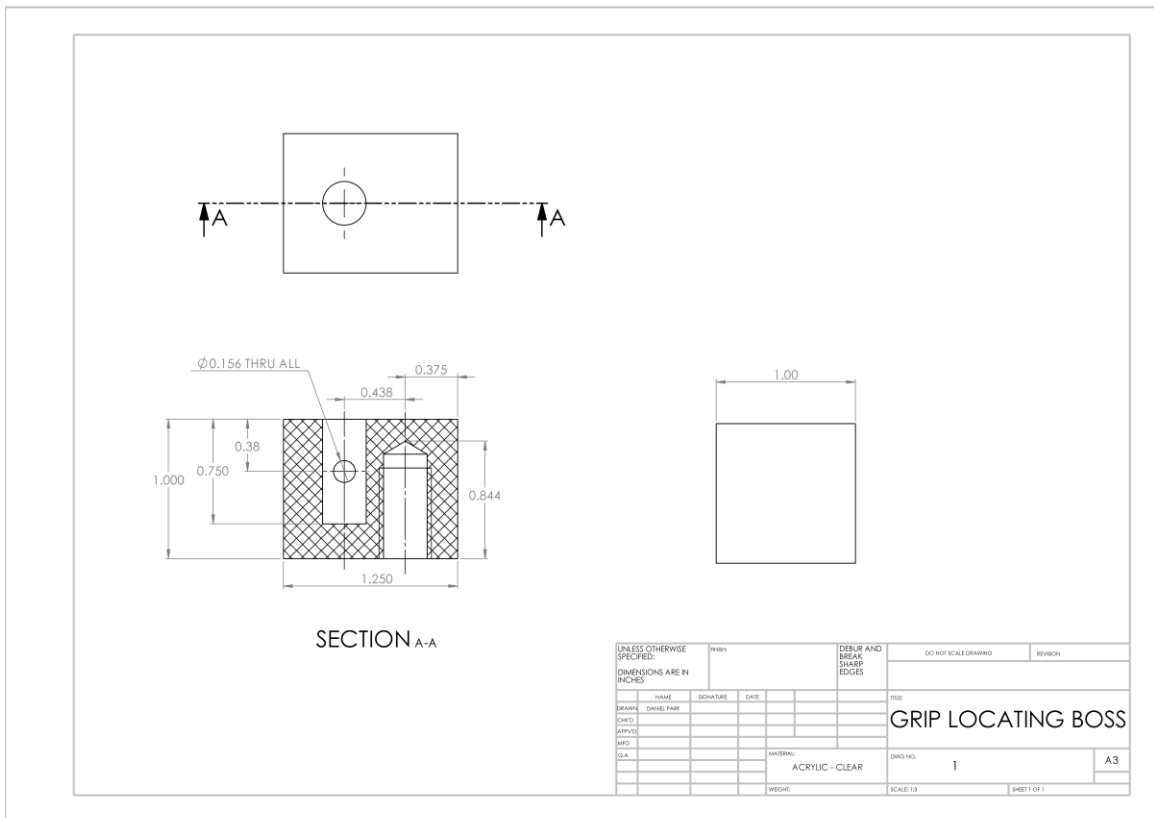 A A
Ø0.156 THRU ALL
0.375
0.438
1.00
0.38
0.750
1.000
0.844
1.250
SECTION A-A
UNLESS OTHERWISE
SPECIFIED:
DIMENSIONS ARE IN
INCHES
FINISH:
DEBUR AND
BREAK
SHARP
EDGES
DO NOT SCALE DRAWING
REVISION
NAME SIGNATURE DATE
DRAWN DANIEL PARK
CHK'D
APPV'D
MFG
Q.A
TITLE:
GRIP LOCATING BOSS
MATERIAL:
ACRYLIC - CLEAR
DWG NO.
1
A3
WEIGHT:
SCALE: 1:3
SHEET 1 OF 1